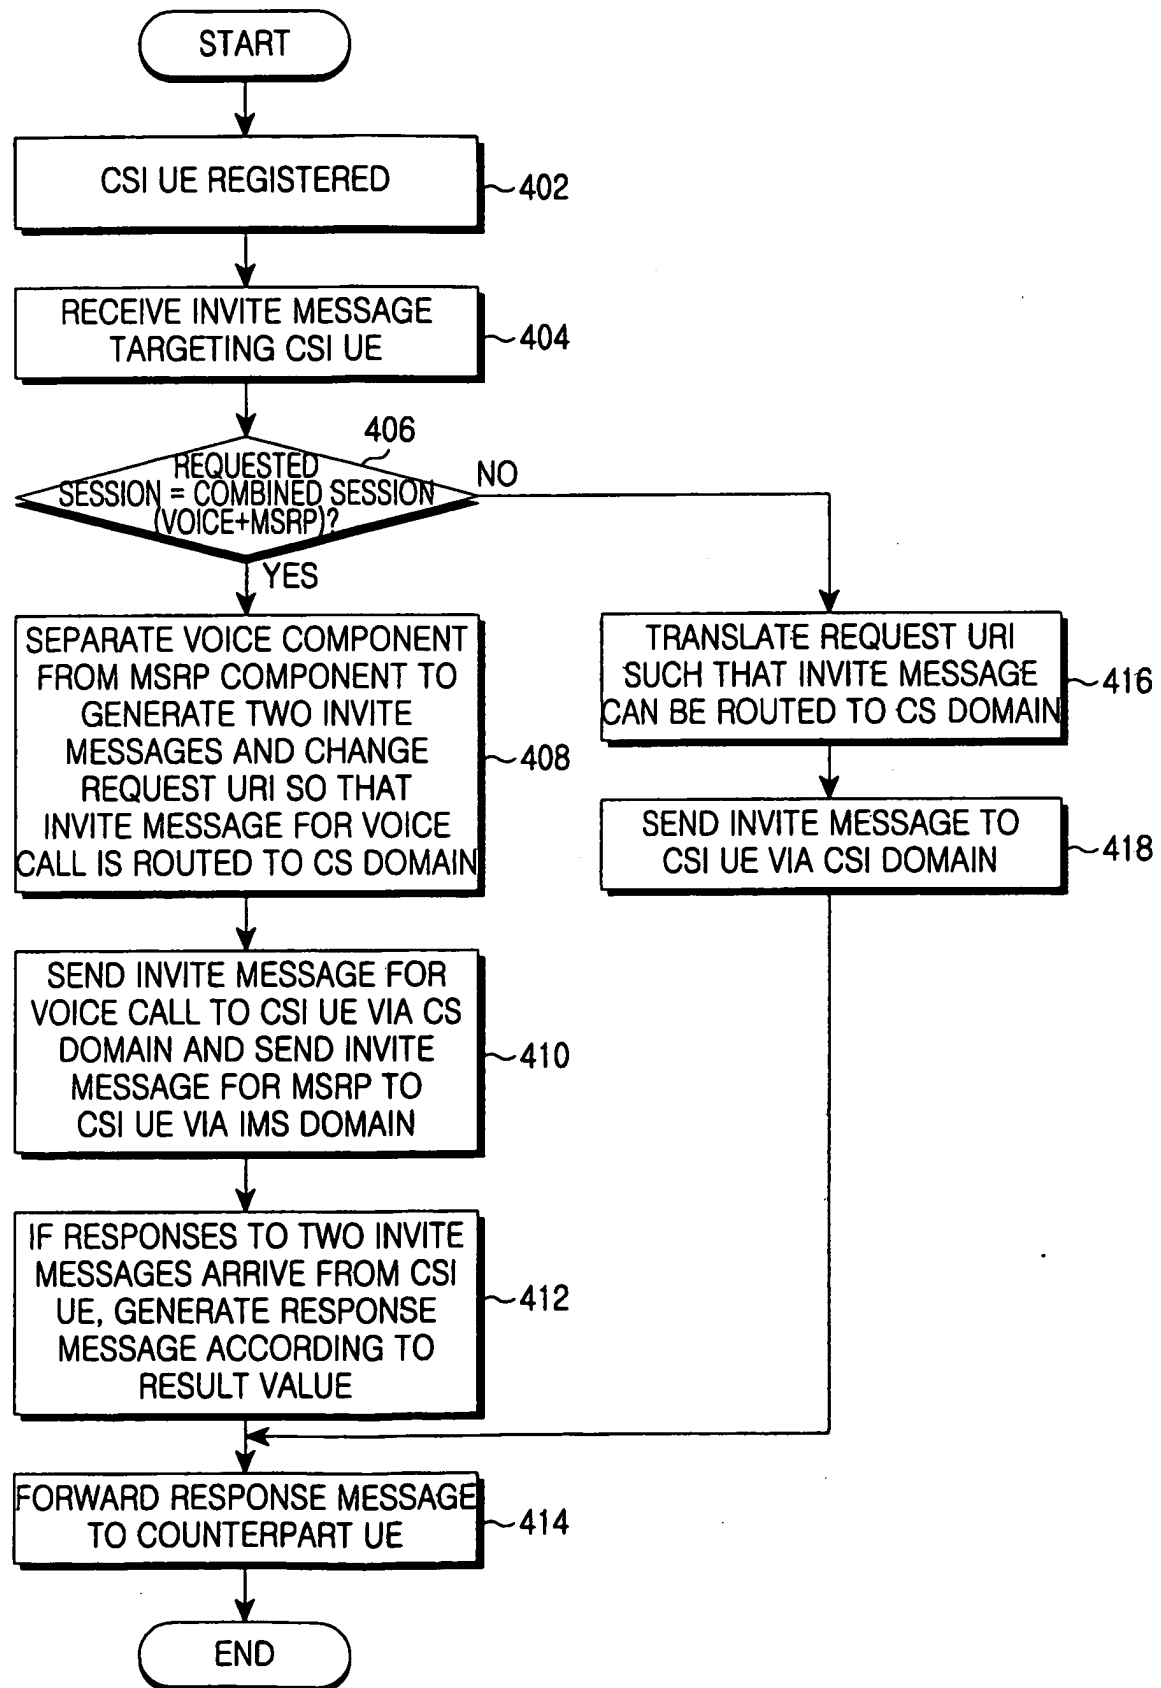 START
CSI UE REGISTERED
402
RECEIVE INVITE MESSAGE
TARGETING CSI UE
404
406
REQUESTED
SESSION = COMBINED SESSION
(VOICE+MSRP)?
NO
YES
SEPARATE VOICE COMPONENT
FROM MSRP COMPONENT TO
GENERATE TWO INVITE
MESSAGES AND CHANGE
REQUEST URI SO THAT
INVITE MESSAGE FOR VOICE
CALL IS ROUTED TO CS DOMAIN
408
TRANSLATE REQUEST URI
SUCH THAT INVITE MESSAGE
CAN BE ROUTED TO CS DOMAIN
416
SEND INVITE MESSAGE TO
CSI UE VIA CSI DOMAIN
418
SEND INVITE MESSAGE FOR
VOICE CALL TO CSI UE VIA CS
DOMAIN AND SEND INVITE
MESSAGE FOR MSRP TO
CSI UE VIA IMS DOMAIN
410
IF RESPONSES TO TWO INVITE
MESSAGES ARRIVE FROM CSI
UE, GENERATE RESPONSE
MESSAGE ACCORDING TO
RESULT VALUE
412
FORWARD RESPONSE MESSAGE
TO COUNTERPART UE
414
END